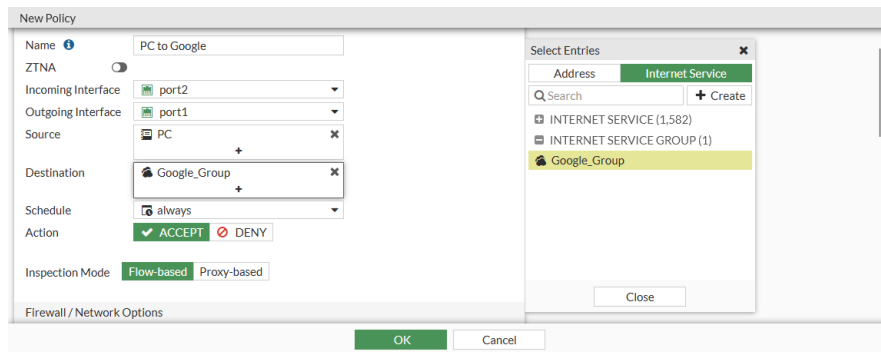 New Policy
Name
PC to Google
ZTNA
Incoming Interface
port2
Outgoing Interface
port1
Source
PC
Destination
Google_Group
Schedule
always
Action
ACCEPT
DENY
Inspection Mode
Flow-based
Proxy-based
Firewall / Network Options
Select Entries
Address
Internet Service
Search
+ Create
INTERNET SERVICE (1,582)
INTERNET SERVICE GROUP (1)
Google_Group
Close
OK
Cancel